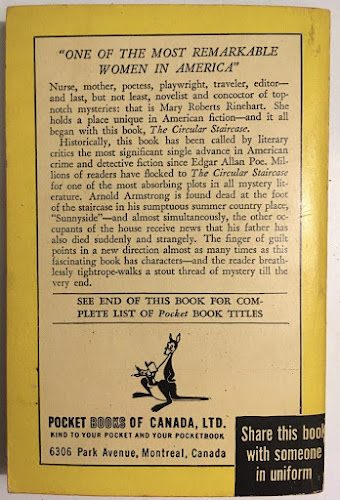 "ONE OF THE MOST REMARKABLE
WOMEN IN AMERICA"
Nurse, mother, poetess, playwright, traveler, editor—
and last, but not least, novelist and concoctor of top-
notch mysteries: that is Mary Roberts Rinehart. She
holds a place unique in American fiction—and it all
began with this book, The Circular Staircase.
Historically, this book has been called by literary
critics the most significant single advance in American
crime and detective fiction since Edgar Allan Poe. Mil-
lions of readers have flocked to The Circular Staircase
for one of the most absorbing plots in all mystery lit-
erature. Arnold Armstrong is found dead at the foot
of the staircase in his sumptuous summer country place,
"Sunnyside"—and almost simultaneously, the other oc-
cupants of the house receive news that his father has
also died suddenly and strangely. The finger of guilt
points in a new direction almost as many times as this
fascinating book has characters—and the reader breath-
lessly tightrope-walks a stout thread of mystery till the
very end.
SEE END OF THIS BOOK FOR COM-
PLETE LIST OF Pocket BOOK TITLES
POCKET BOOKS OF CANADA, LTD.
KIND TO YOUR POCKET AND YOUR POCKETBOOK
6306 Park Avenue, Montreal, Canada
Share this book
with someone
in uniform